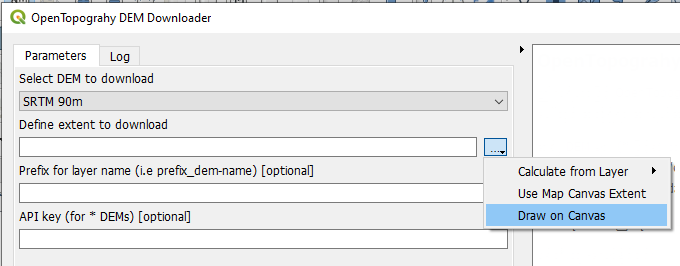 OpenTopograhy DEM Downloader
Parameters Log
Select DEM to download
SRTM 90m
Define extent to download
...
Calculate from Layer
Prefix for layer name (i.e prefix_dem-name) [optional]
Use Map Canvas Extent
Draw on Canvas
API key (for * DEMs) [optional]